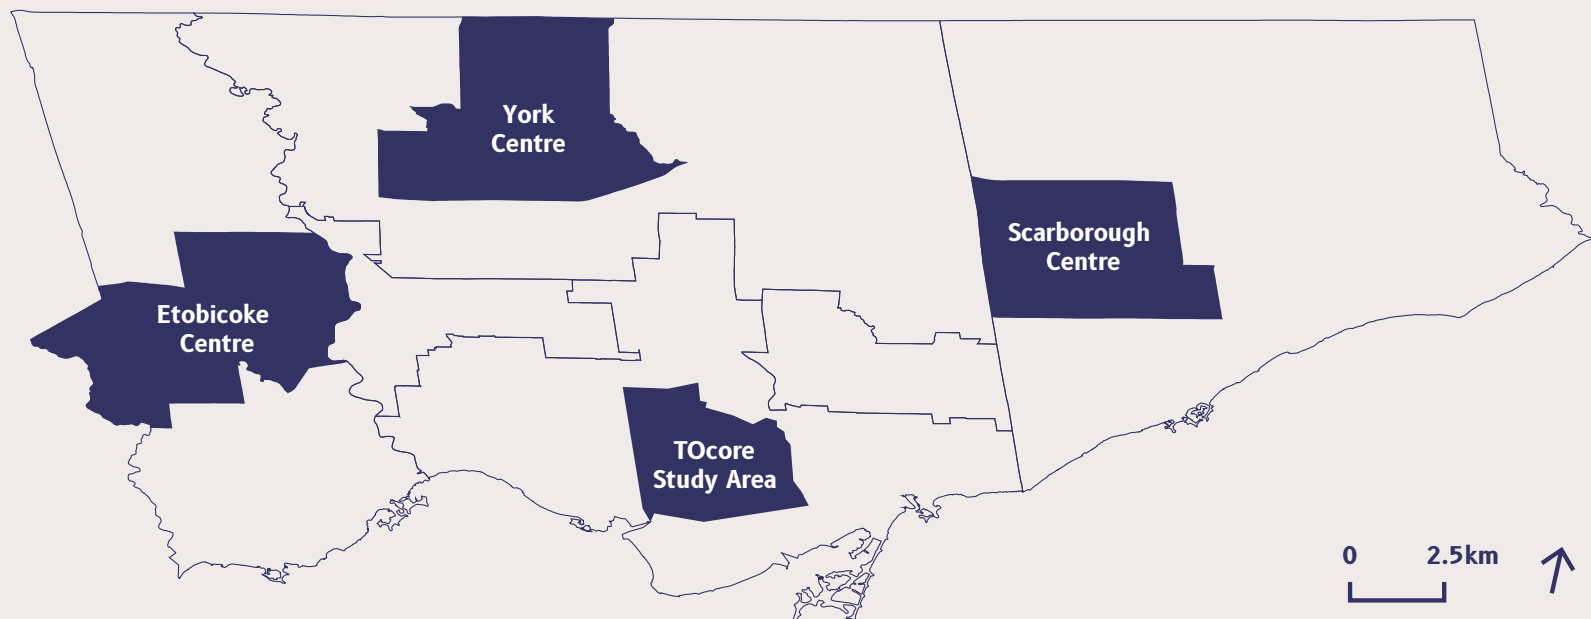 York
Centre
Scarborough
Centre
Etobicoke
Centre
TOcore
Study Area
0
2.5km